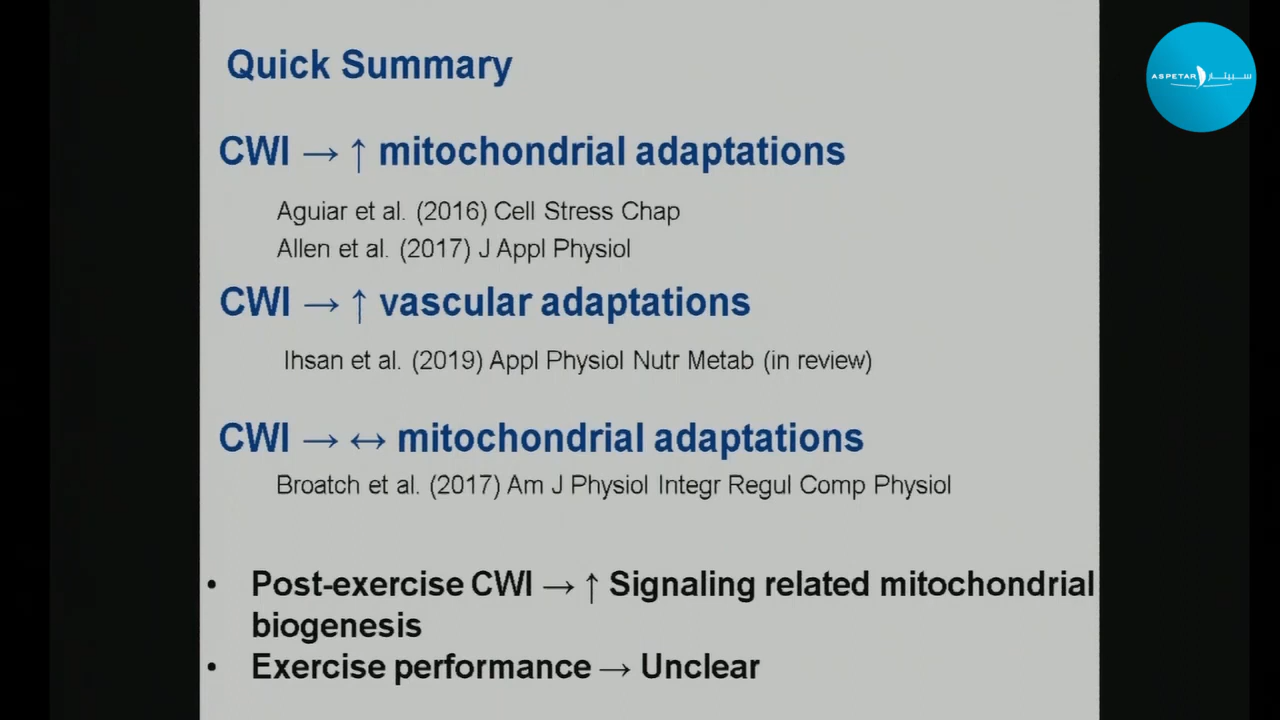 Quick Summary
ASPETAR سبيتار
CWI → ↑ mitochondrial adaptations
Aguiar et al. (2016) Cell Stress Chap
Allen et al. (2017) J Appl Physiol
CWI → ↑ vascular adaptations
Ihsan et al. (2019) Appl Physiol Nutr Metab (in review)
CWI → ↔ mitochondrial adaptations
Broatch et al. (2017) Am J Physiol Integr Regul Comp Physiol
• Post-exercise CWI → ↑ Signaling related mitochondrial
biogenesis
• Exercise performance → Unclear